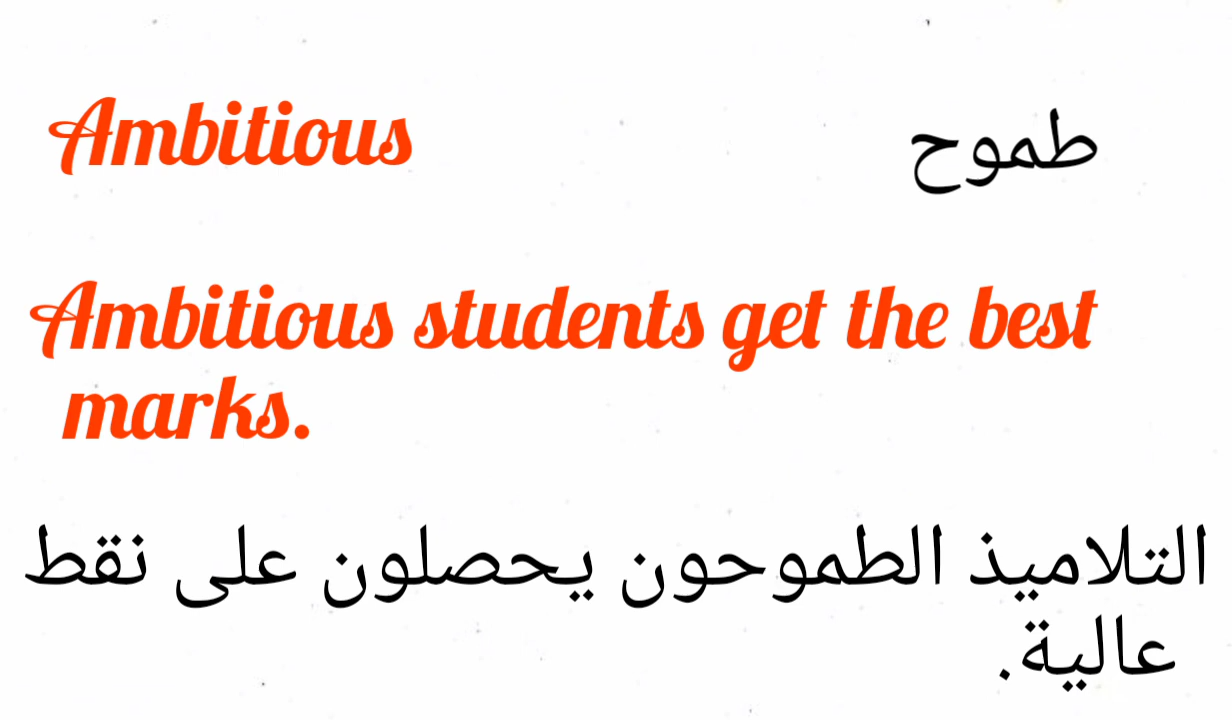 Ambitious
طموح
Ambitious students get the best
marks.
التلاميذ الطموحون يحصلون على نقط
عالية.